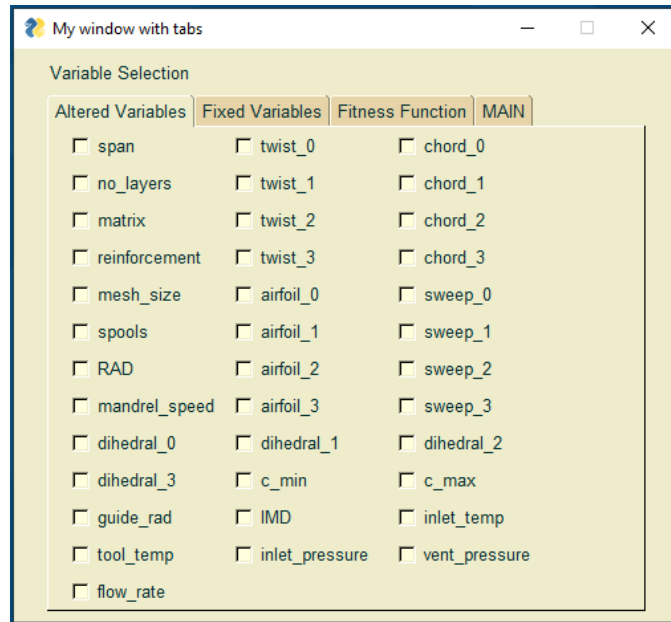 My window with tabs
Variable Selection
Altered Variables Fixed Variables Fitness Function MAIN
span twist_0 chord_0
no_layers twist_1 chord_1
matrix twist_2 chord_2
reinforcement twist_3 chord_3
mesh_size airfoil_0 sweep_0
spools airfoil_1 sweep_1
RAD airfoil_2 sweep_2
mandrel_speed airfoil_3 sweep_3
dihedral_0 dihedral_1 dihedral_2
dihedral_3 c_min c_max
guide_rad IMD inlet_temp
tool_temp inlet_pressure vent_pressure
flow_rate